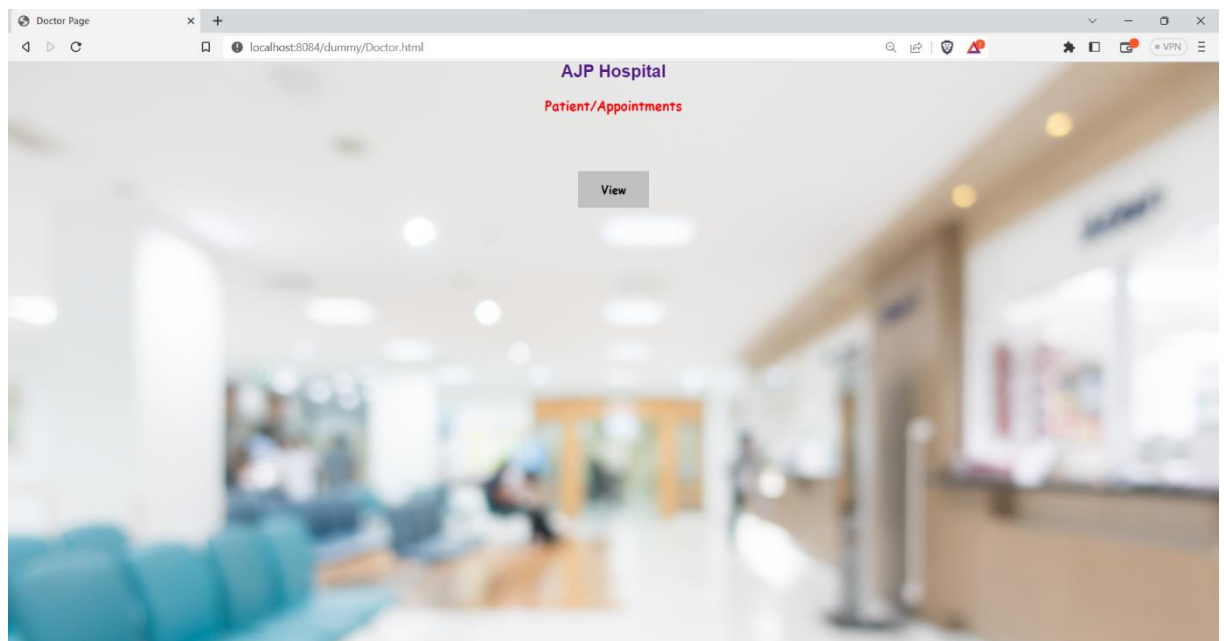 Doctor Page
localhost:8084/dummy/Doctor.html
VPN
AJP Hospital
Patient/Appointments
View